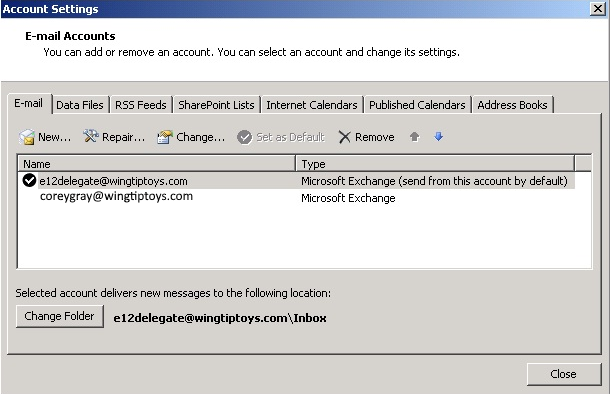 Account Settings
E-mail Accounts
You can add or remove an account. You can select an account and change its settings.
E-mail Data Files RSS Feeds SharePoint Lists Internet Calendars Published Calendars Address Books
New... Repair... Change... Set as Default Remove
Name Type
e12delegate@wingtiptoys.com Microsoft Exchange (send from this account by default)
coreygray@wingtiptoys.com Microsoft Exchange
Selected account delivers new messages to the following location:
Change Folder e12delegate@wingtiptoys.com\Inbox
Close